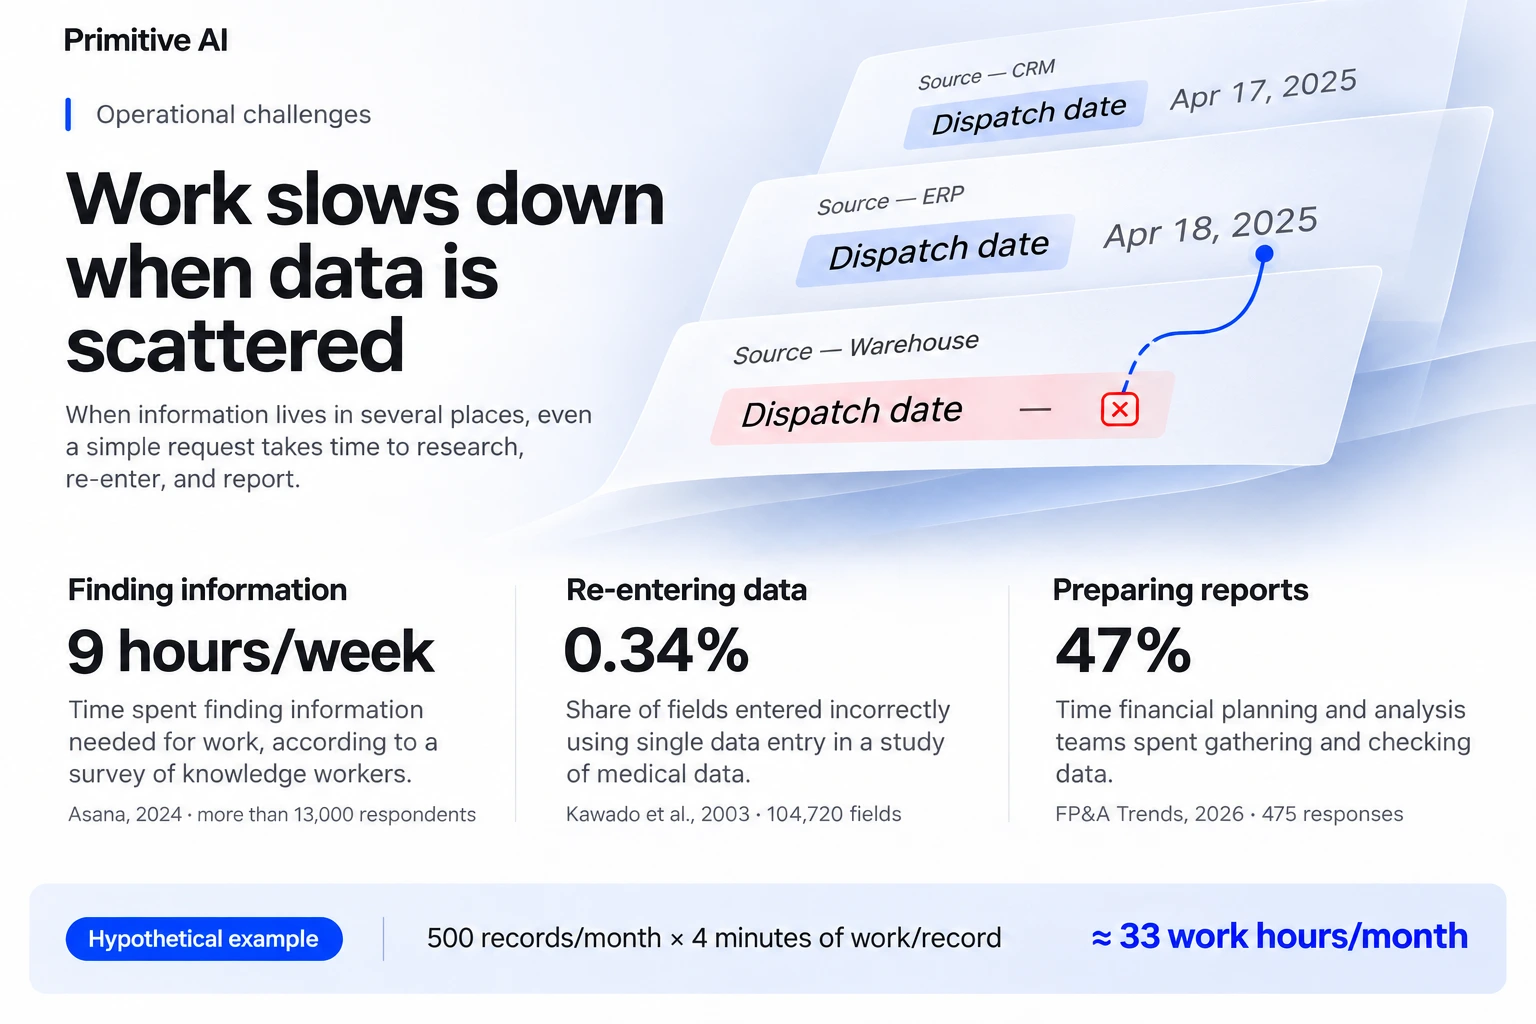 Primitive AI
Operational challenges
Work slows down
when data is
scattered
When information lives in several places, even
a simple request takes time to research,
re-enter, and report.
Source — CRM
Dispatch date Apr 17, 2025
Source — ERP
Dispatch date Apr 18, 2025
Source — Warehouse
Dispatch date —
Finding information
9 hours/week
Time spent finding information
needed for work, according to a
survey of knowledge workers.
Asana, 2024 · more than 13,000 respondents
Re-entering data
0.34%
Share of fields entered incorrectly
using single data entry in a study
of medical data.
Kawado et al., 2003 · 104,720 fields
Preparing reports
47%
Time financial planning and analysis
teams spent gathering and checking
data.
FP&A Trends, 2026 · 475 responses
Hypothetical example
500 records/month × 4 minutes of work/record
≈ 33 work hours/month